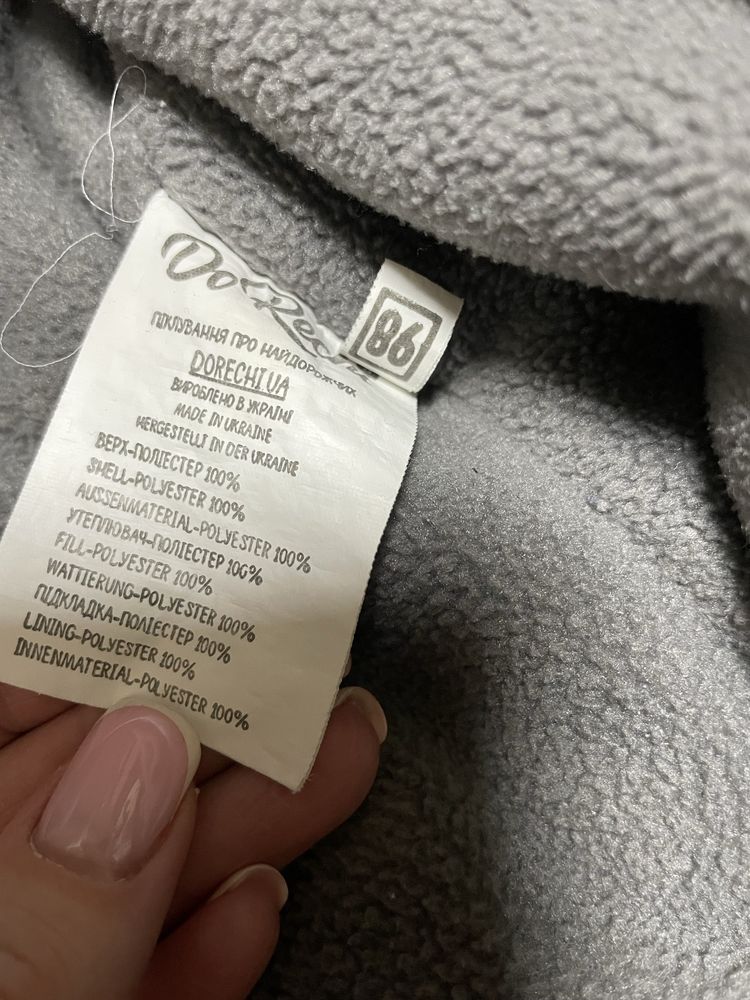 Do Rechi
86
ПІКЛУВАННЯ ПРО НАЙДОРОЖЧИХ
DORECHI.UA
ВИРОБЛЕНО В УКРАЇНІ
MADE IN UKRAINE
HERGESTELLT IN DER UKRAINE
ВЕРХ-ПОЛІЕСТЕР 100%
SHELL-POLYESTER 100%
AUSSENMATERIAL-POLYESTER 100%
УТЕПЛЮВАЧ-ПОЛІЕСТЕР 100%
FILL-POLYESTER 100%
WATTIERUNG-POLYESTER 100%
ПІДКЛАДКА-ПОЛІЕСТЕР 100%
LINING-POLYESTER 100%
INNENMATERIAL-POLYESTER 100%